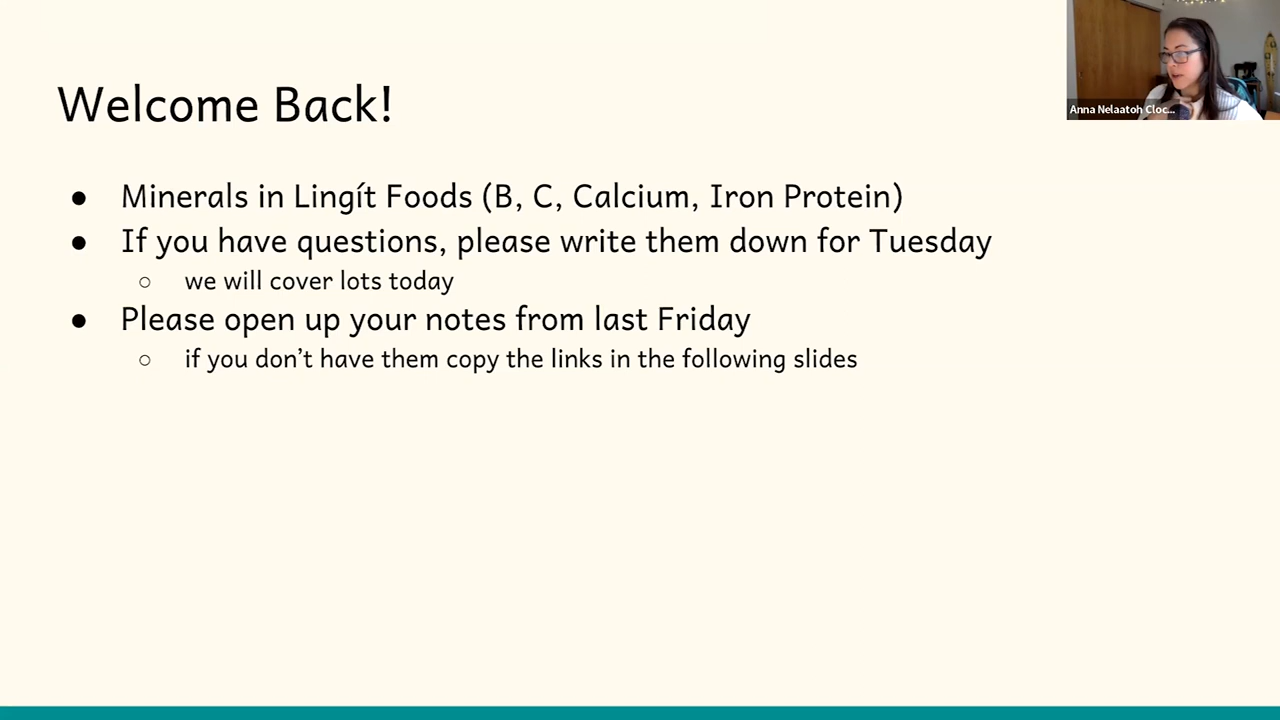 Welcome Back!
Anna Nelaatoh Cloc...
● Minerals in Lingít Foods (B, C, Calcium, Iron Protein)
● If you have questions, please write them down for Tuesday
○ we will cover lots today
● Please open up your notes from last Friday
○ if you don’t have them copy the links in the following slides